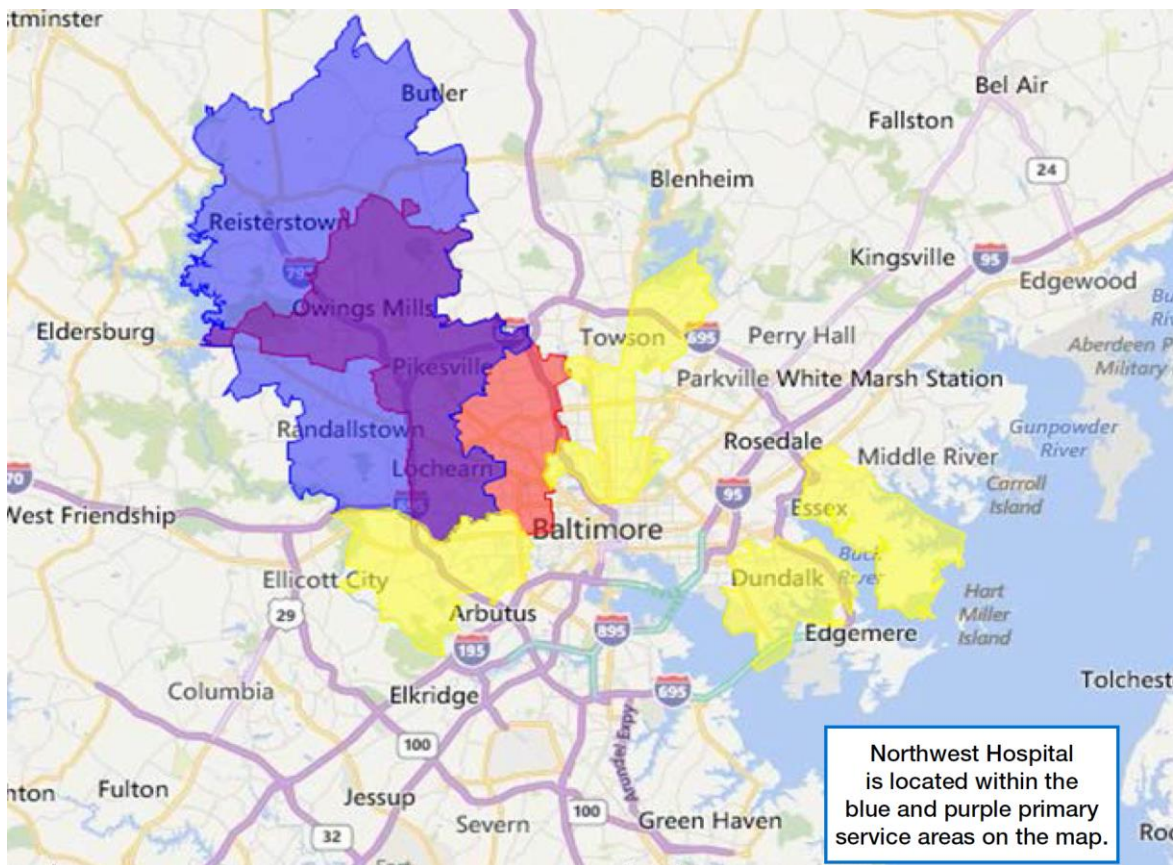 stminster
Butler
Bel Air
Fallston
24
Blenheim
Reisterstown
Kingsville
95
Edgewood
795
Owings Mills
Eldersburg
Towson
695
Perry Hall
Aberdeen P
Military
Pikesville
Parkville White Marsh Station
Randallstown
Rosedale
Gunpowder
River
Lochearn
Middle River
Carroll
Island
70
95
West Friendship
Essex
Baltimore
Ellicott City
Dundalk
River
Hart
Miller
Island
29
Arbutus
895
Edgemere
195
Columbia
Elkridge
695
Tolchest
Arundel Expy
100
Northwest Hospital
is located within the
blue and purple primary
service areas on the map.
nton
Fulton
Jessup
100
Severn
Green Haven
32
Roc